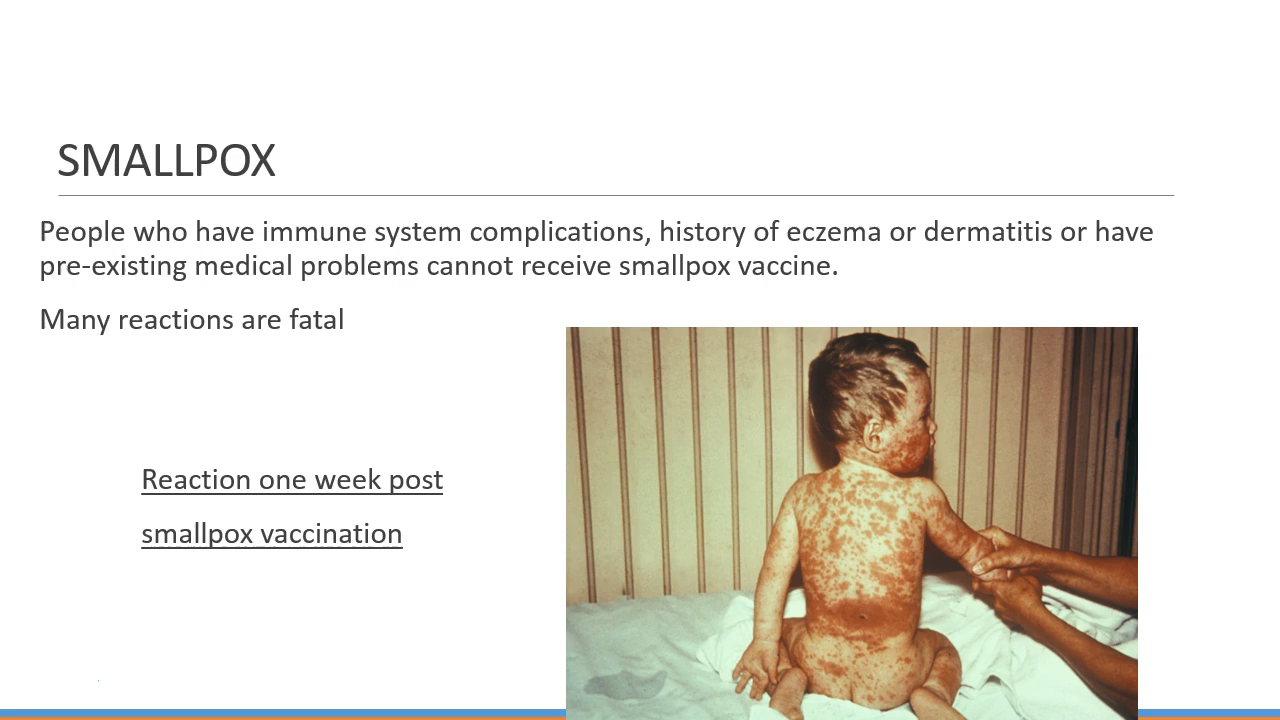 SMALLPOX
People who have immune system complications, history of eczema or dermatitis or have
pre-existing medical problems cannot receive smallpox vaccine.
Many reactions are fatal
Reaction one week post
smallpox vaccination